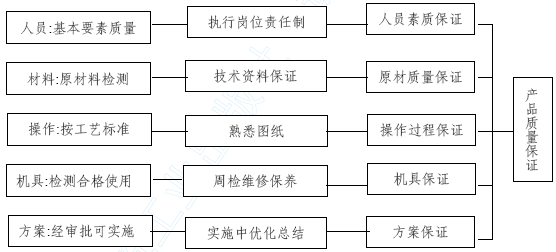 人员:基本要素质量
执行岗位责任制
人员素质保证
材料:原材料检测
技术资料保证
原材质量保证
操作:按工艺标准
熟悉图纸
操作过程保证
机具:检测合格使用
周检维修保养
机具保证
方案:经审批可实施
实施中优化总结
方案保证
产品质量保证